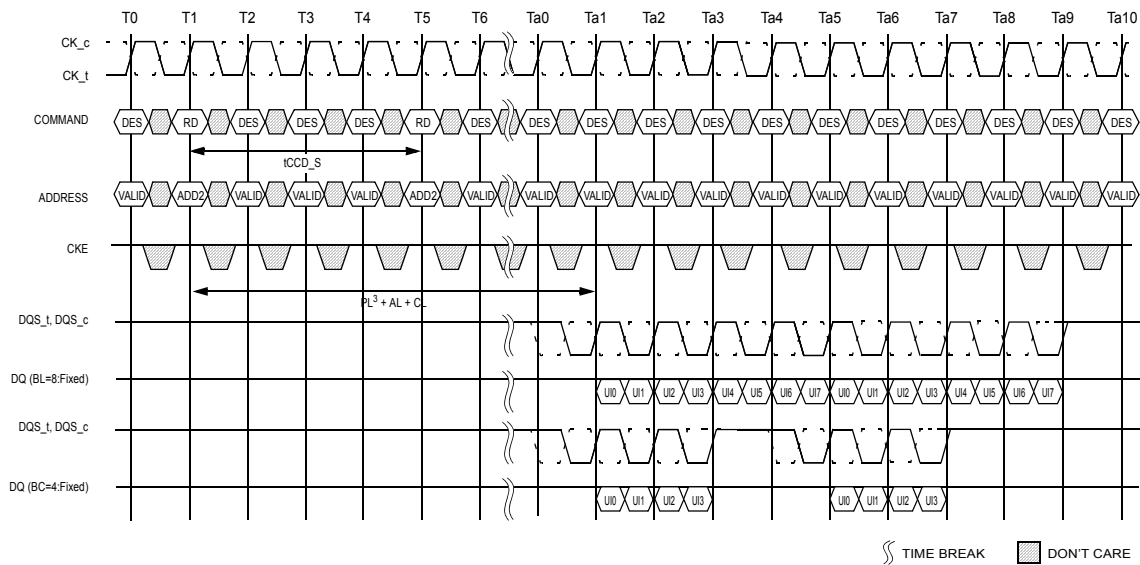 T0 T1 T2 T3 T4 T5 T6 Ta0 Ta1 Ta2 Ta3 Ta4 Ta5 Ta6 Ta7 Ta8 Ta9 Ta10
CK_c
CK_t
COMMAND DES RD DES DES DES RD DES DES DES DES DES DES DES DES DES DES DES DES
tCCD_S
ADDRESS VALID ADD2 VALID VALID VALID ADD2 VALID VALID VALID VALID VALID VALID VALID VALID VALID VALID VALID VALID
CKE
PL3 + AL + CL
DQS_t, DQS_c
DQ (BL=8:Fixed) UI0 UI1 UI2 UI3 UI4 UI5 UI6 UI7 UI0 UI1 UI2 UI3 UI4 UI5 UI6 UI7
DQS_t, DQS_c
DQ (BC=4:Fixed) UI0 UI1 UI2 UI3 UI0 UI1 UI2 UI3
TIME BREAK DON'T CARE